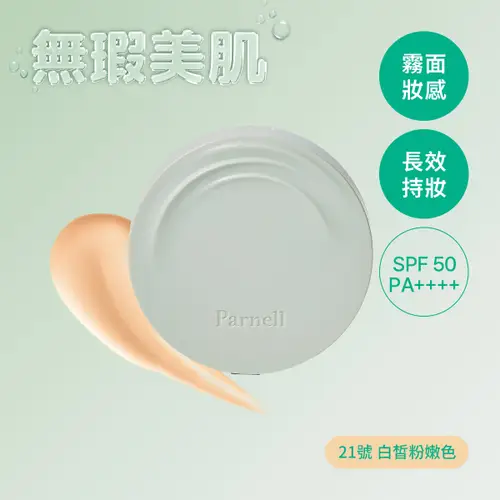 無瑕美肌
霧面
妝感
長效
持妝
SPF 50
PA++++
Parnell
21號 白皙粉嫩色